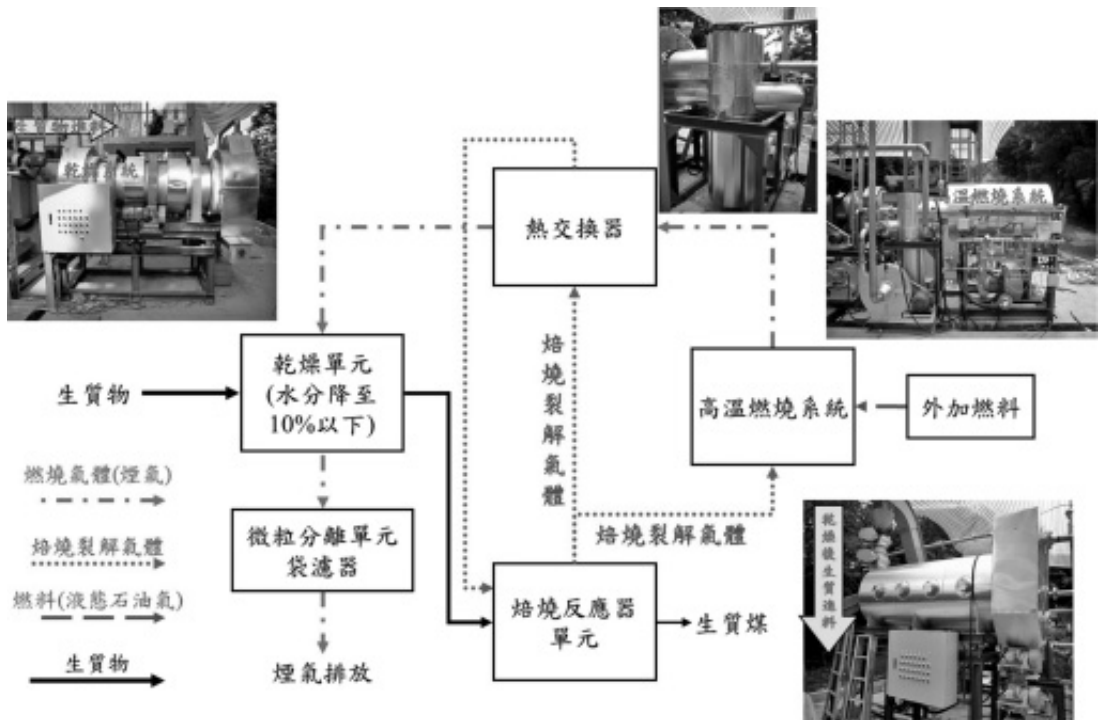 生質物進料
乾燥系統
溫燃燒系統
熱交換器
乾燥單元
(水分降至
10%以下)
生質物
焙燒裂解氣體
高溫燃燒系統
外加燃料
燃燒氣體(煙氣)
微粒分離單元
袋濾器
焙燒裂解氣體
焙燒裂解氣體
燃料(液態石油氣)
焙燒反應器
單元
生質煤
乾燥後生質進料
生質物
煙氣排放